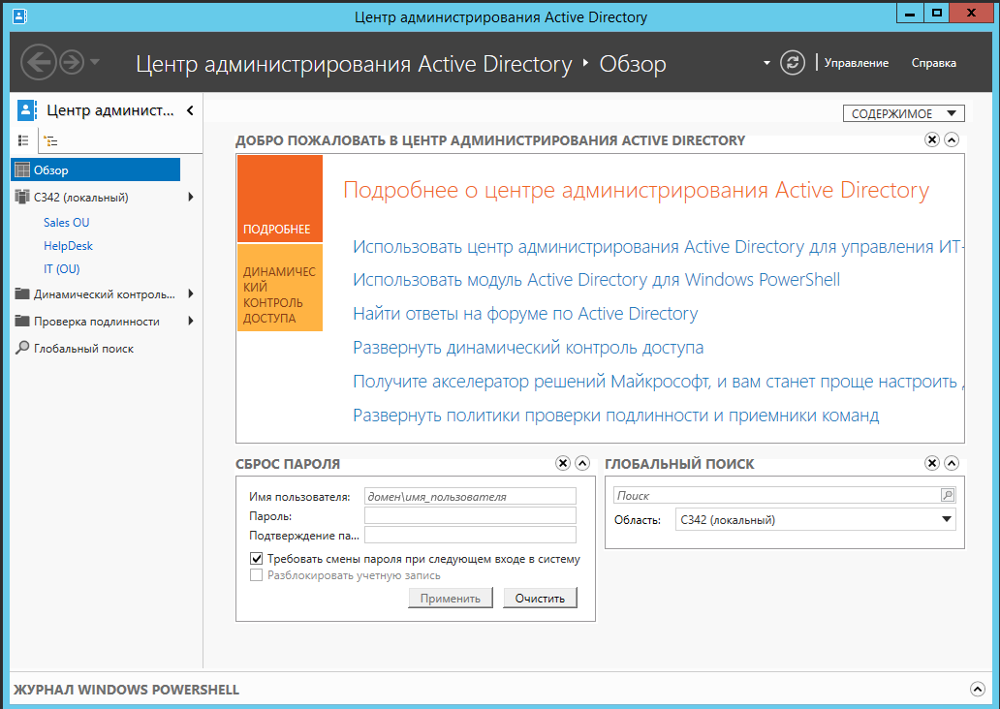 Центр администрирования Active Directory
Центр администрирования Active Directory ‣ Обзор
Управление
Справка
Центр админист...
Обзор
C342 (локальный)
Sales OU
HelpDesk
IT (OU)
Динамический контроль...
Проверка подлинности
Глобальный поиск
СОДЕРЖИМОЕ
ДОБРО ПОЖАЛОВАТЬ В ЦЕНТР АДМИНИСТРИРОВАНИЯ ACTIVE DIRECTORY
ПОДРОБНЕЕ
ДИНАМИЧЕС
КИЙ
КОНТРОЛЬ
ДОСТУПА
Подробнее о центре администрирования Active Directory
Использовать центр администрирования Active Directory для управления ИТ-
Использовать модуль Active Directory для Windows PowerShell
Найти ответы на форуме по Active Directory
Развернуть динамический контроль доступа
Получите акселератор решений Майкрософт, и вам станет проще настроить
Развернуть политики проверки подлинности и приемники команд
СБРОС ПАРОЛЯ
Имя пользователя:
домен\имя_пользователя
Пароль:
Подтверждение па...
Требовать смены пароля при следующем входе в систему
Разблокировать учетную запись
Применить
Очистить
ГЛОБАЛЬНЫЙ ПОИСК
Поиск
Область:
C342 (локальный)
ЖУРНАЛ WINDOWS POWERSHELL